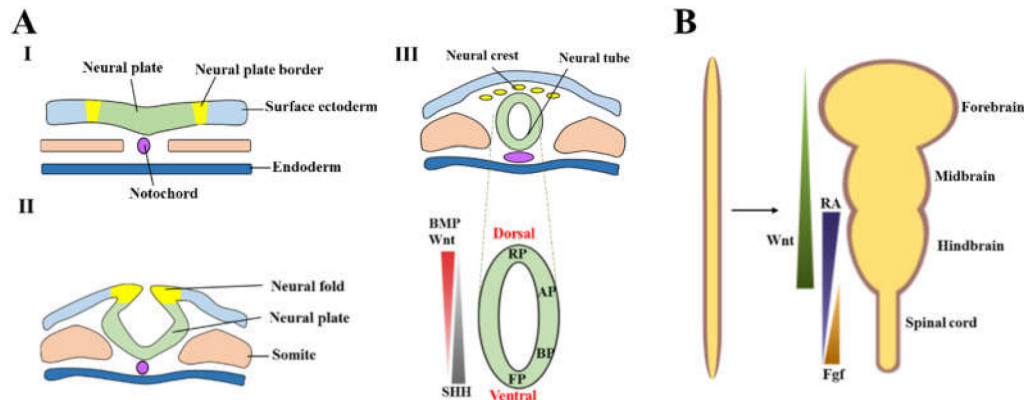 A
I
Neural plate
Neural plate border
Surface ectoderm
Endoderm
Notochord
II
Neural fold
Neural plate
Somite
III
Neural crest
Neural tube
BMP
Wnt
SHH
Dorsal
RP
AP
BP
FP
Ventral
B
Wnt
RA
Fgf
Forebrain
Midbrain
Hindbrain
Spinal cord